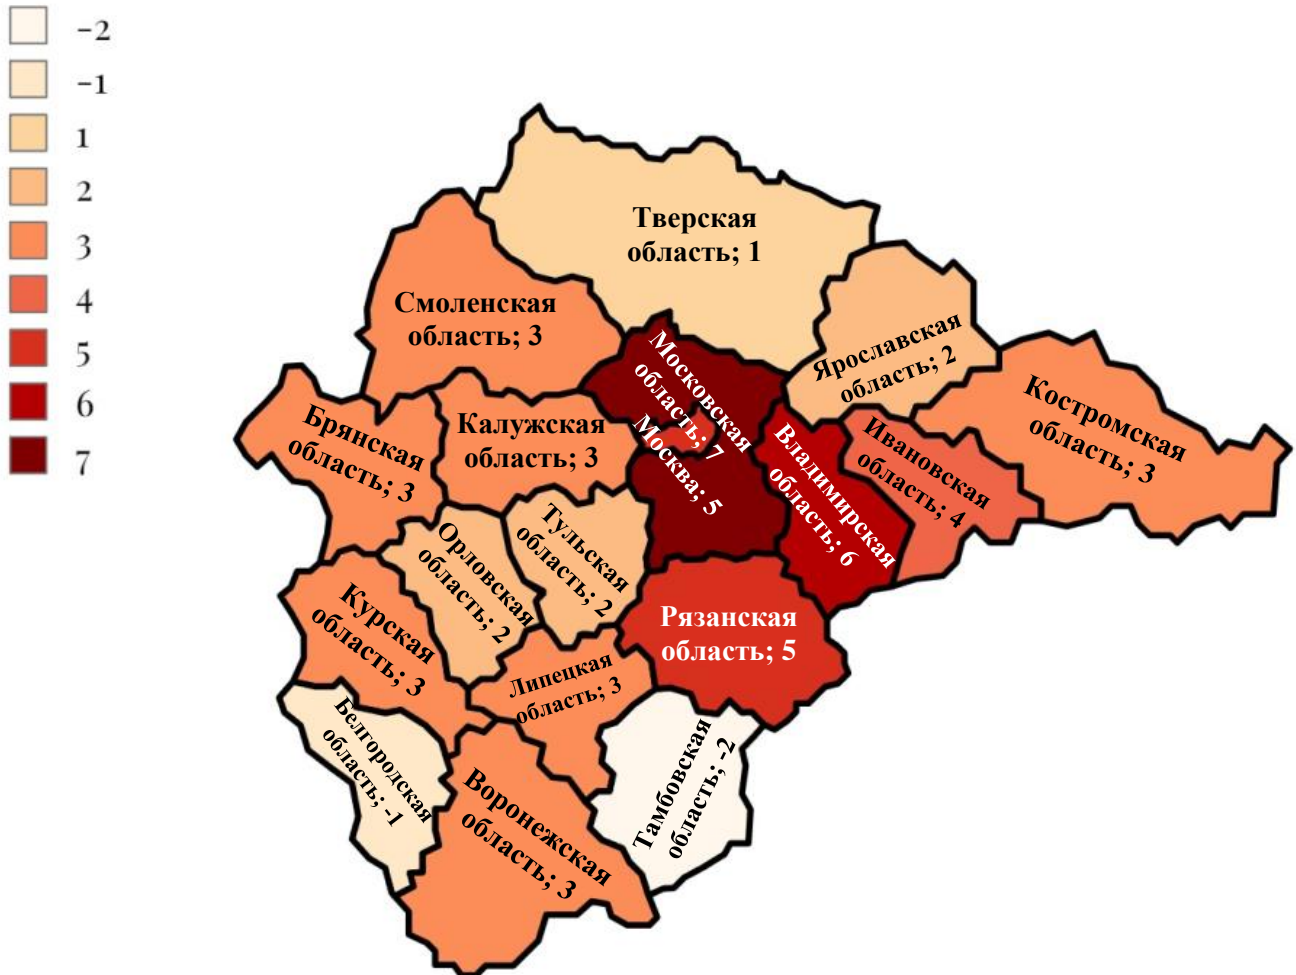 -2
-1
1
2
3
4
5
6
7
Тверская
область; 1
Смоленская
область; 3
Ярославская
область; 2
Костромская
область; 3
Московская
область; 7
Москва; 5
Владимирская
область; 6
Ивановская
область; 4
Брянская
область; 3
Калужская
область; 3
Орловская
область; 2
Тульская
область; 2
Рязанская
область; 5
Курская
область; 3
Липецкая
область; 3
Белгородская
область; -1
Воронежская
область; 3
Тамбовская
область; -2